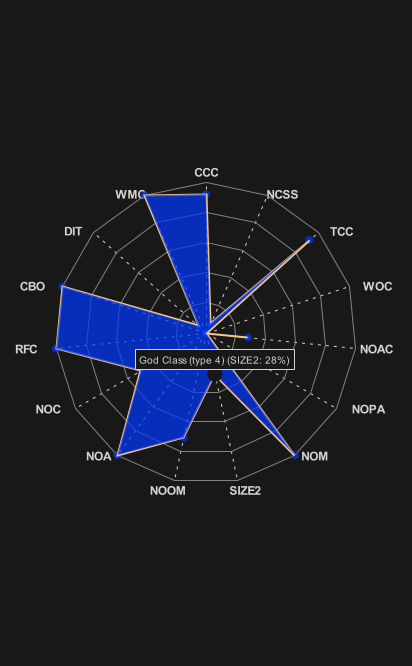 CCC
WMC
NCSS
DIT
TCC
CBO
WOC
RFC
NOAC
God Class (type 4) (SIZE2: 28%)
NOC
NOPA
NOA
NOM
NOOM
SIZE2